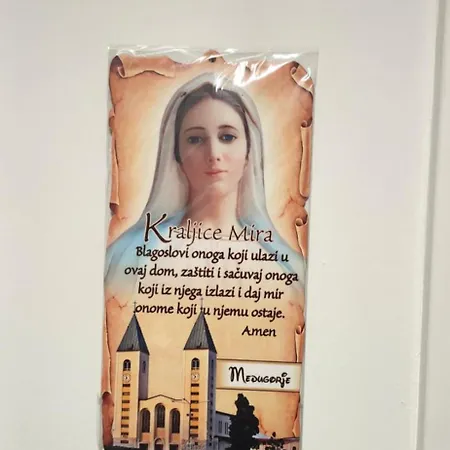 Kraljice Mira
Blagoslovi onoga koji ulazi u
ovaj dom, zaštiti i sačuvaj onoga
koji iz njega izlazi i daj mir
onome koji u njemu ostaje.
Amen
Međugorje